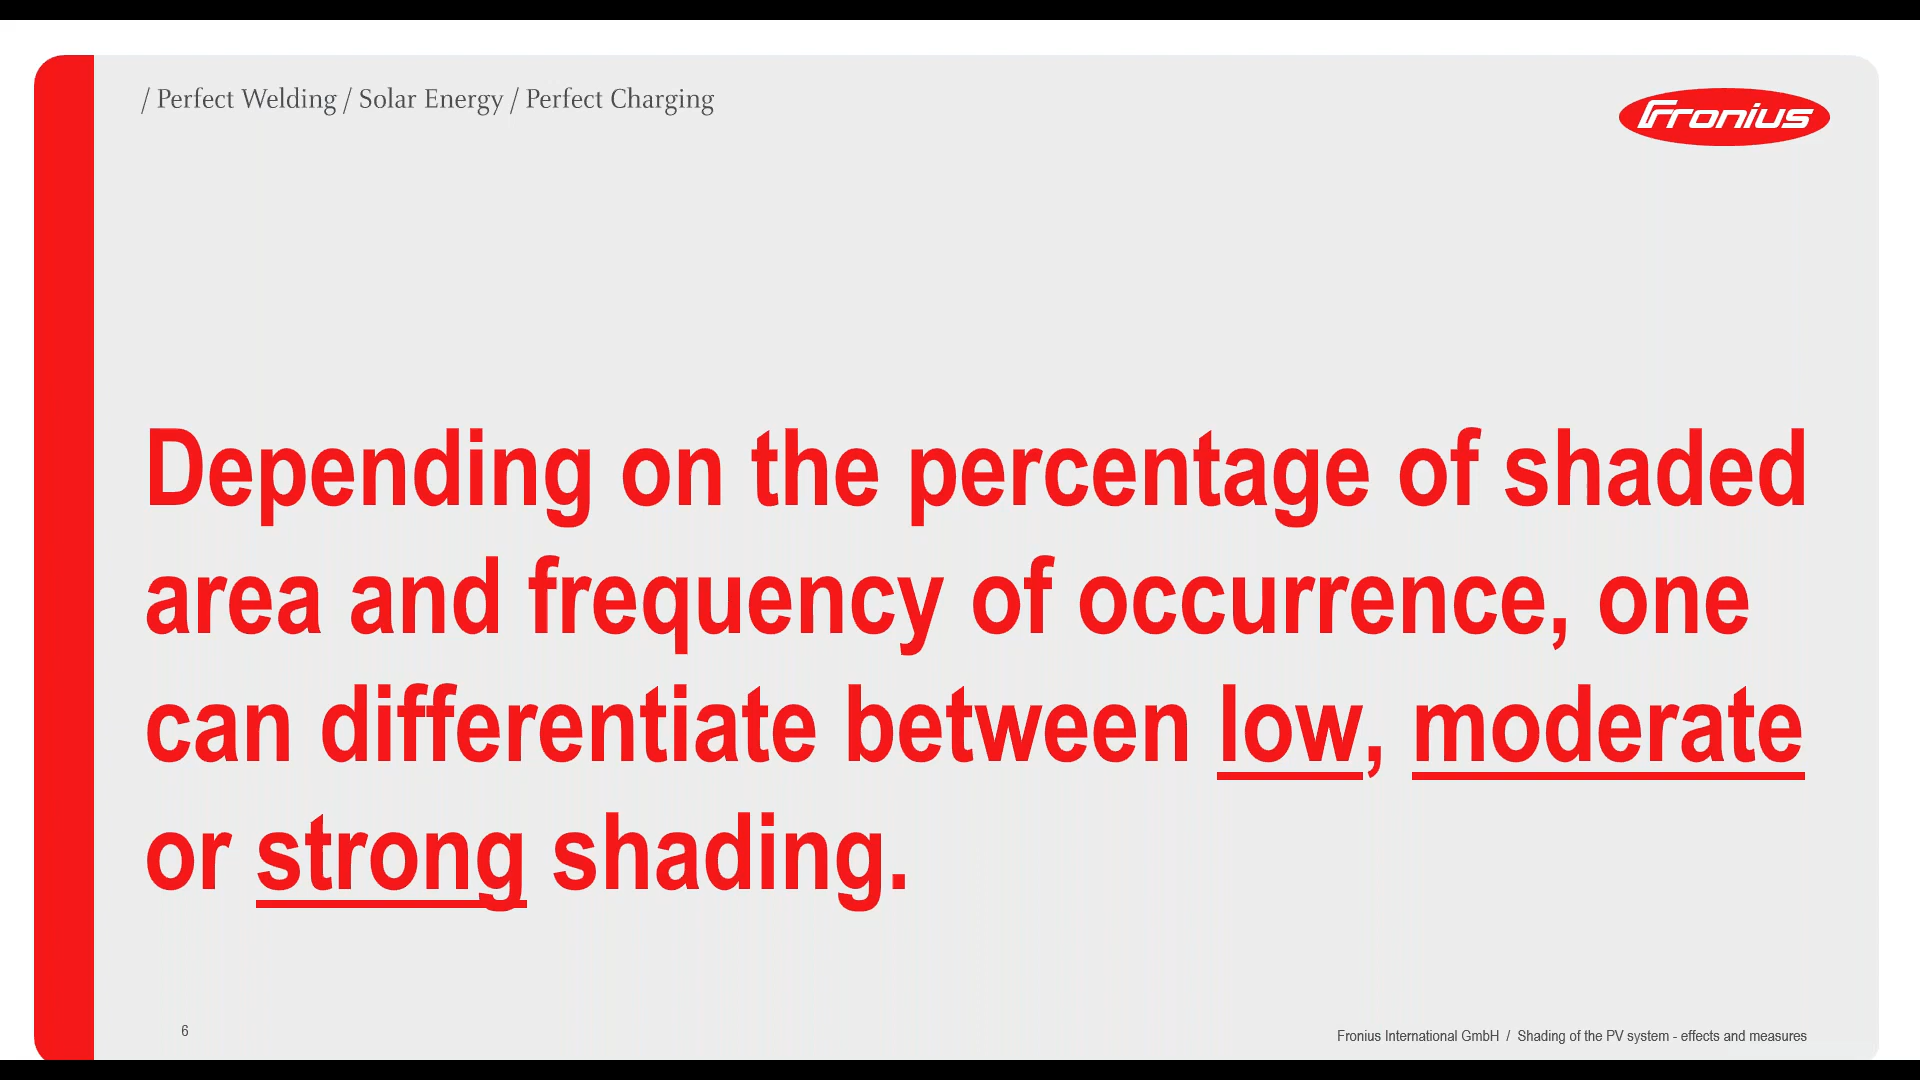 / Perfect Welding / Solar Energy / Perfect Charging
Fronius
Depending on the percentage of shaded
area and frequency of occurrence, one
can differentiate between low, moderate
or strong shading.
6
Fronius International GmbH / Shading of the PV system - effects and measures